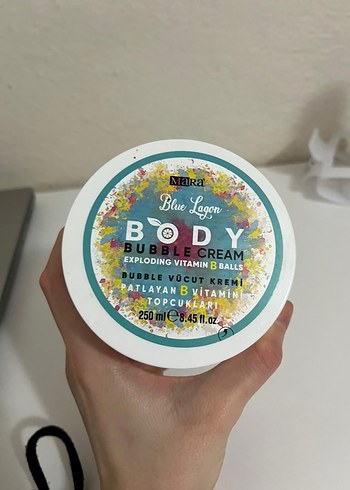 MARA
Blue Lagon
BODY
BUBBLE CREAM
EXPLODING VITAMIN B BALLS
BUBBLE VÜCUT KREMİ
PATLAYAN B VİTAMİNİ
TOPCUKLARI
250 ml ℮ 8.45 fl.oz